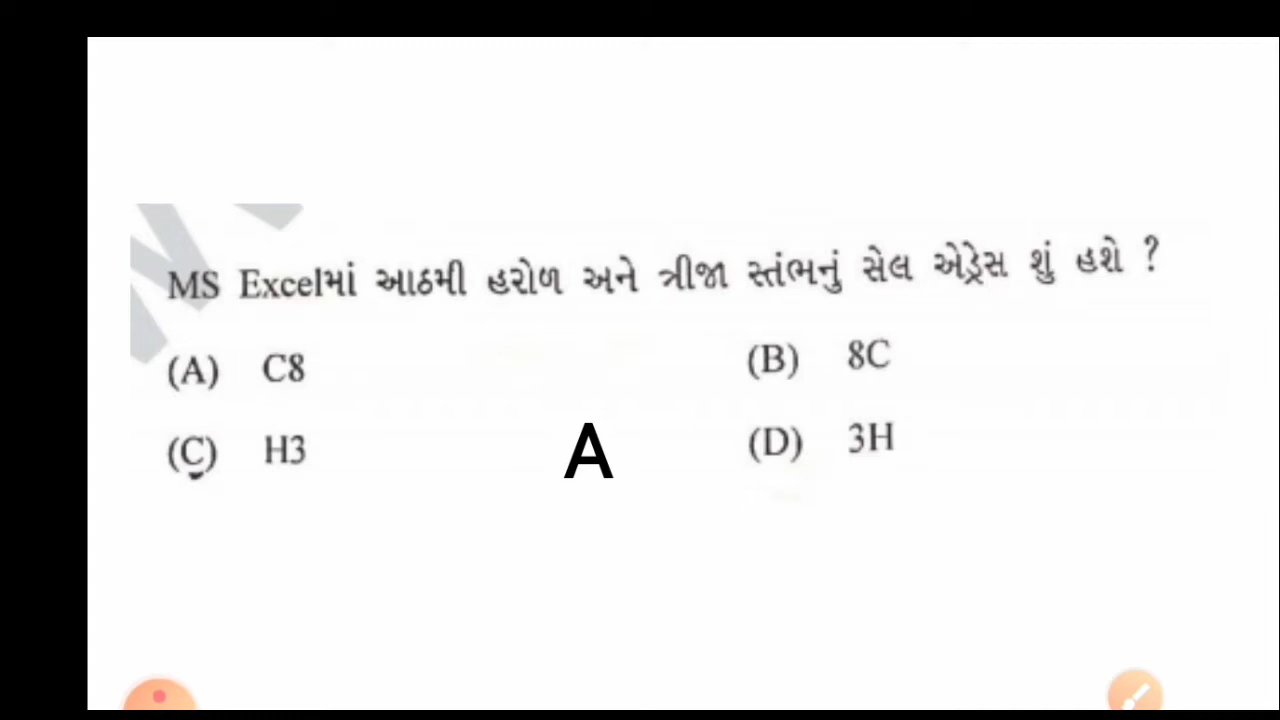 MS Excelમાં આઠમી હરોળ અને ત્રીજા સ્તંભનું સેલ એડ્રેસ શું હશે ?
(A) C8 (B) 8C
(C) H3 (D) 3H
A